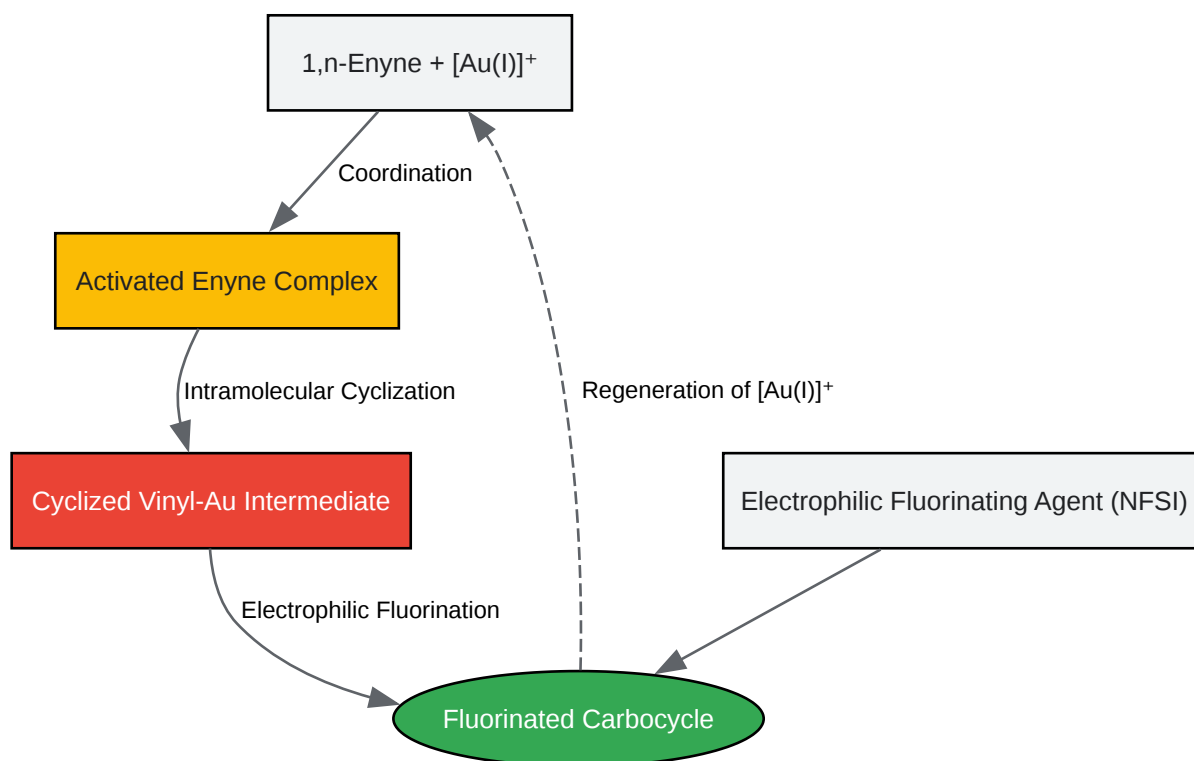 1,n-Enyne + [Au(I)]⁺
Coordination
Activated Enyne Complex
Intramolecular Cyclization
Regeneration of [Au(I)]⁺
Cyclized Vinyl-Au Intermediate
Electrophilic Fluorinating Agent (NFSI)
Electrophilic Fluorination
Fluorinated Carbocycle